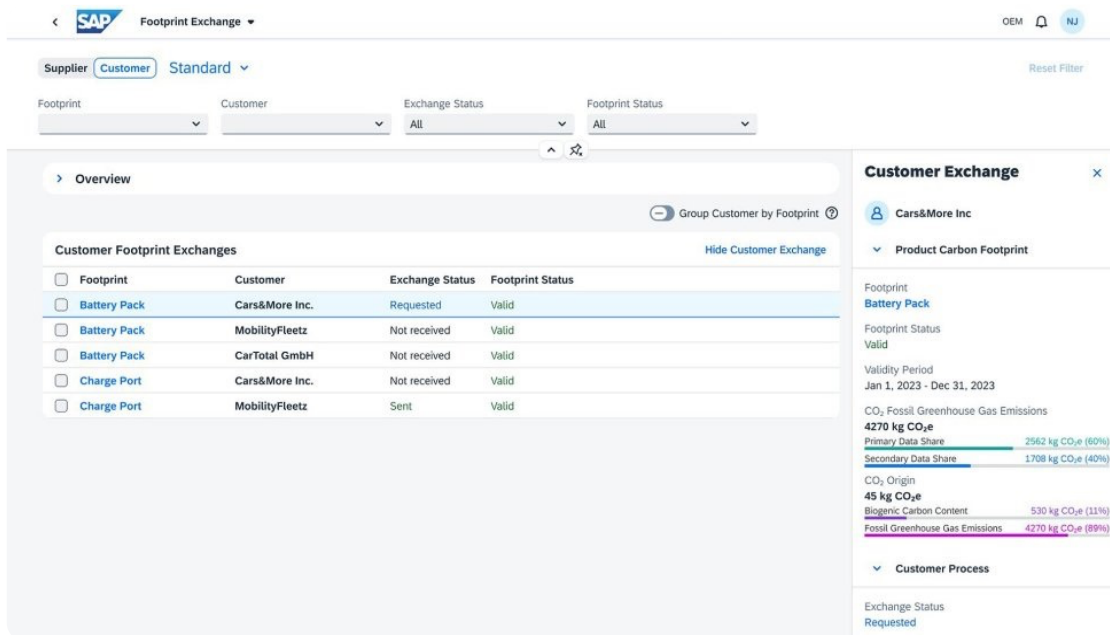 SAP Footprint Exchange OEM NJ
Supplier Customer Standard Reset Filter
Footprint Customer Exchange Status Footprint Status
All All
Overview
Group Customer by Footprint
Customer Footprint Exchanges Hide Customer Exchange
Footprint Customer Exchange Status Footprint Status
Battery Pack Cars&More Inc. Requested Valid
Battery Pack MobilityFleetz Not received Valid
Battery Pack CarTotal GmbH Not received Valid
Charge Port Cars&More Inc. Not received Valid
Charge Port MobilityFleetz Sent Valid
Customer Exchange
Cars&More Inc
Product Carbon Footprint
Footprint
Battery Pack
Footprint Status
Valid
Validity Period
Jan 1, 2023 - Dec 31, 2023
CO₂ Fossil Greenhouse Gas Emissions
4270 kg CO₂e
Primary Data Share 2562 kg CO₂e (60%)
Secondary Data Share 1708 kg CO₂e (40%)
CO₂ Origin
45 kg CO₂e
Biogenic Carbon Content 530 kg CO₂e (11%)
Fossil Greenhouse Gas Emissions 4270 kg CO₂e (89%)
Customer Process
Exchange Status
Requested